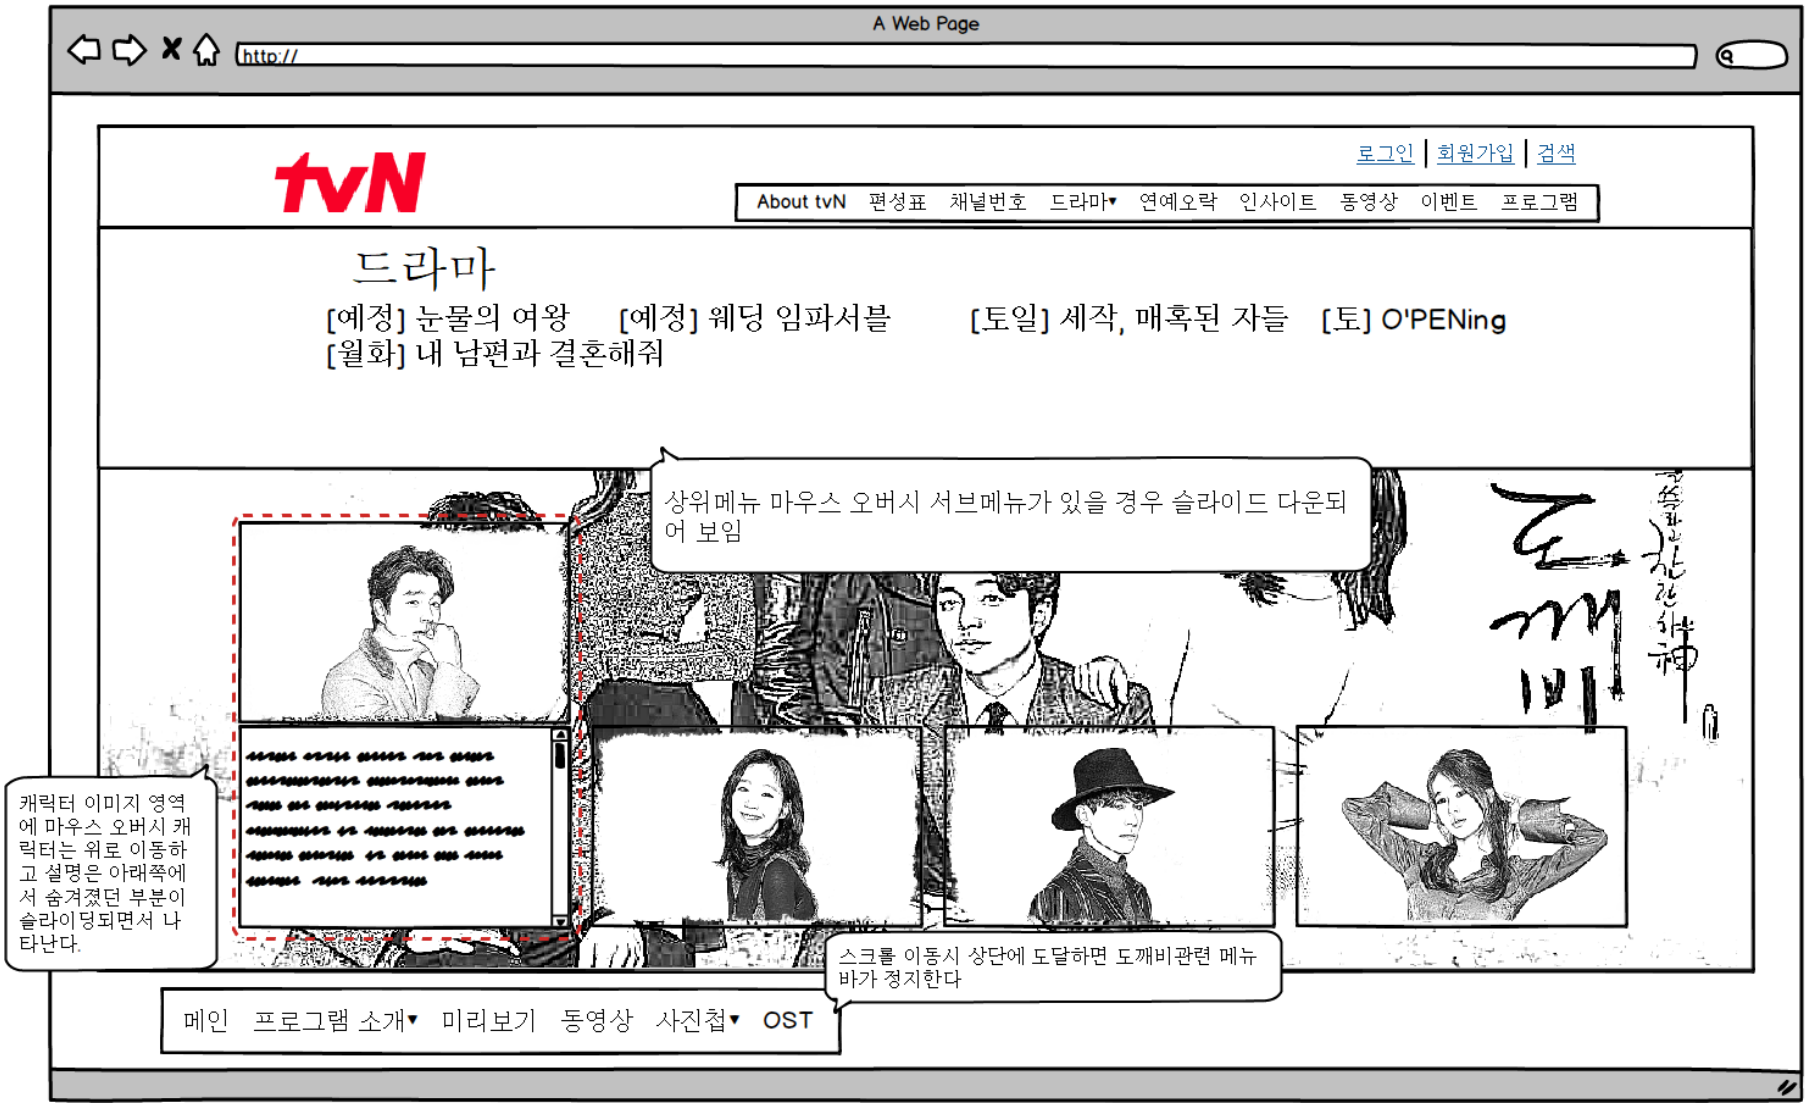 A Web Page
http://
tvN
로그인 | 회원가입 | 검색
About tvN 편성표 채널번호 드라마▾ 연예오락 인사이트 동영상 이벤트 프로그램
드라마
[예정] 눈물의 여왕 [예정] 웨딩 임파서블 [토일] 세작, 매혹된 자들 [토] O'PENing
[월화] 내 남편과 결혼해줘
상위메뉴 마우스 오버시 서브메뉴가 있을 경우 슬라이드 다운되
어 보임
도깨비
쓸쓸하고 찬란하神
캐릭터 이미지 영역
에 마우스 오버시 캐
릭터는 위로 이동하
고 설명은 아래쪽에
서 숨겨졌던 부분이
슬라이딩되면서 나
타난다.
스크롤 이동시 상단에 도달하면 도깨비관련 메뉴
바가 정지한다
메인 프로그램 소개▾ 미리보기 동영상 사진첩▾ OST